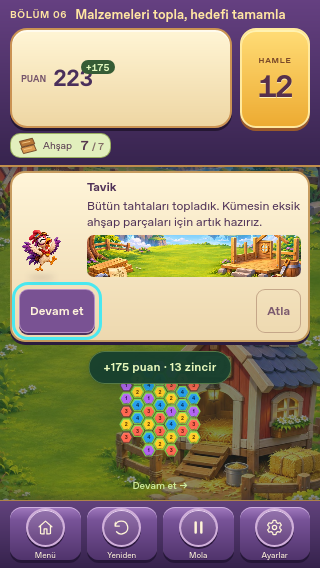 BÖLÜM 06 Malzemeleri topla, hedefi tamamla
PUAN 223
+175
HAMLE
12
Ahşap 7 / 7
Tavik
Bütün tahtaları topladık. Kümesin eksik
ahşap parçaları için artık hazırız.
Devam et
Atla
+175 puan · 13 zincir
Devam et →
Menü
Yeniden
Mola
Ayarlar